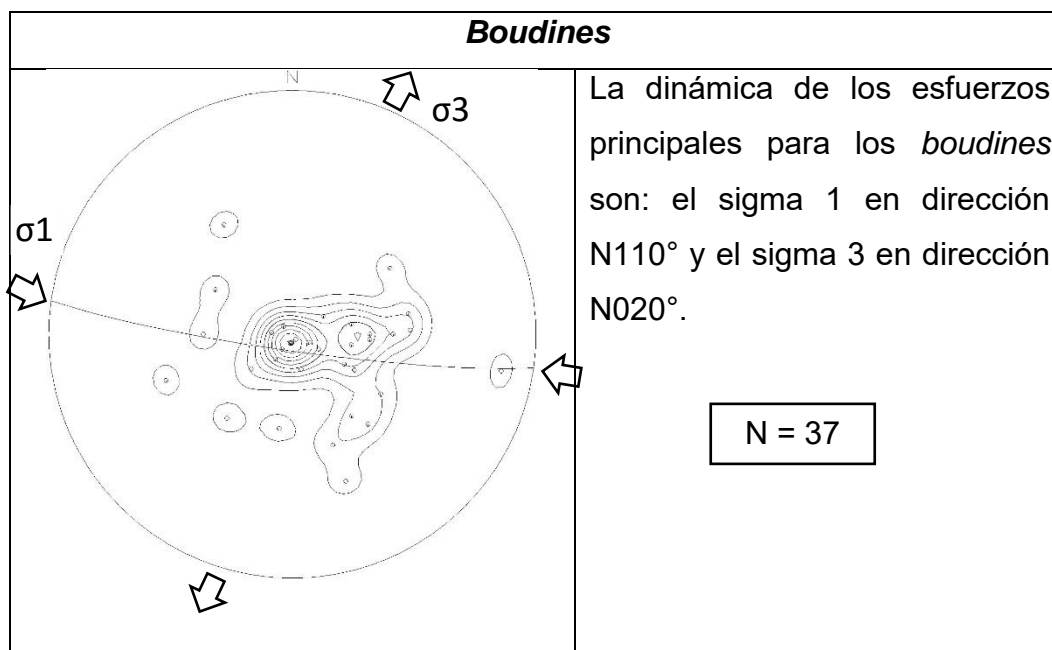 Boudines
N
σ3
σ1
La dinámica de los esfuerzos
principales para los boudines
son: el sigma 1 en dirección
N110° y el sigma 3 en dirección
N020°.
N = 37